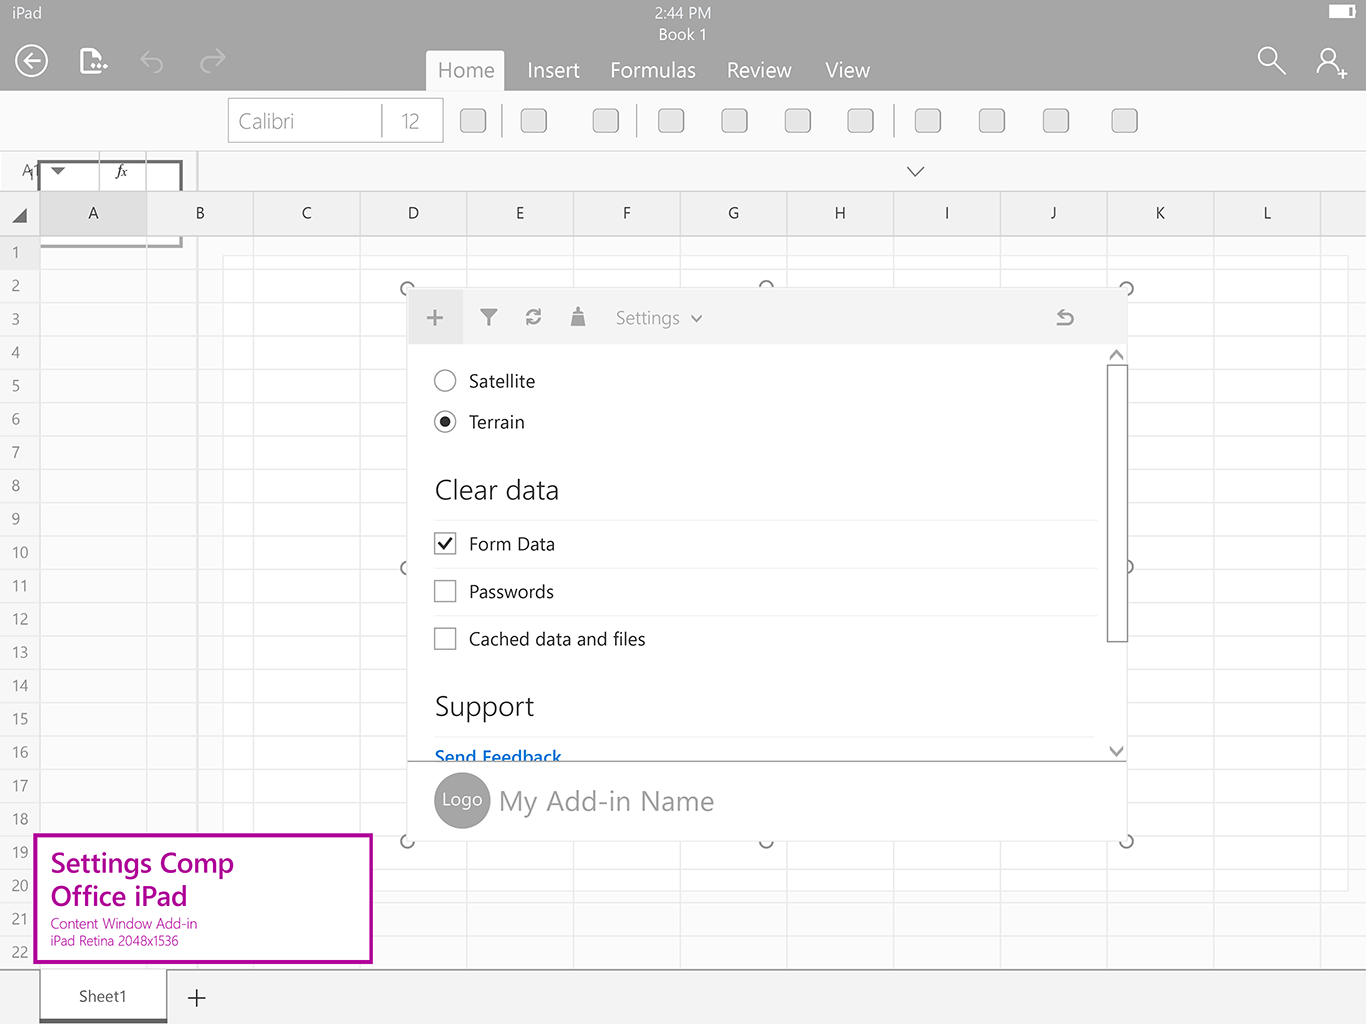 iPad
2:44 PM
Book 1
Home Insert Formulas Review View
Calibri 12
A1 fx
A B C D E F G H I J K L
1
2
3
4
5
6
7
8
9
10
11
12
13
14
15
16
17
18
19
20
21
22
Settings
Satellite
Terrain
Clear data
Form Data
Passwords
Cached data and files
Support
Send Feedback
Logo My Add-in Name
Settings Comp
Office iPad
Content Window Add-in
iPad Retina 2048x1536
Sheet1